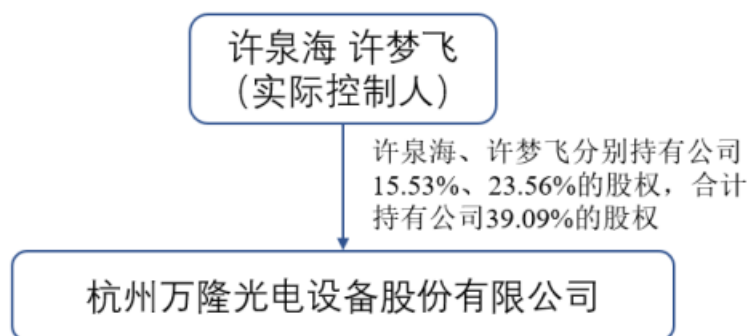 许泉海 许梦飞
（实际控制人）
许泉海、许梦飞分别持有公司
15.53%、23.56%的股权，合计
持有公司39.09%的股权
杭州万隆光电设备股份有限公司